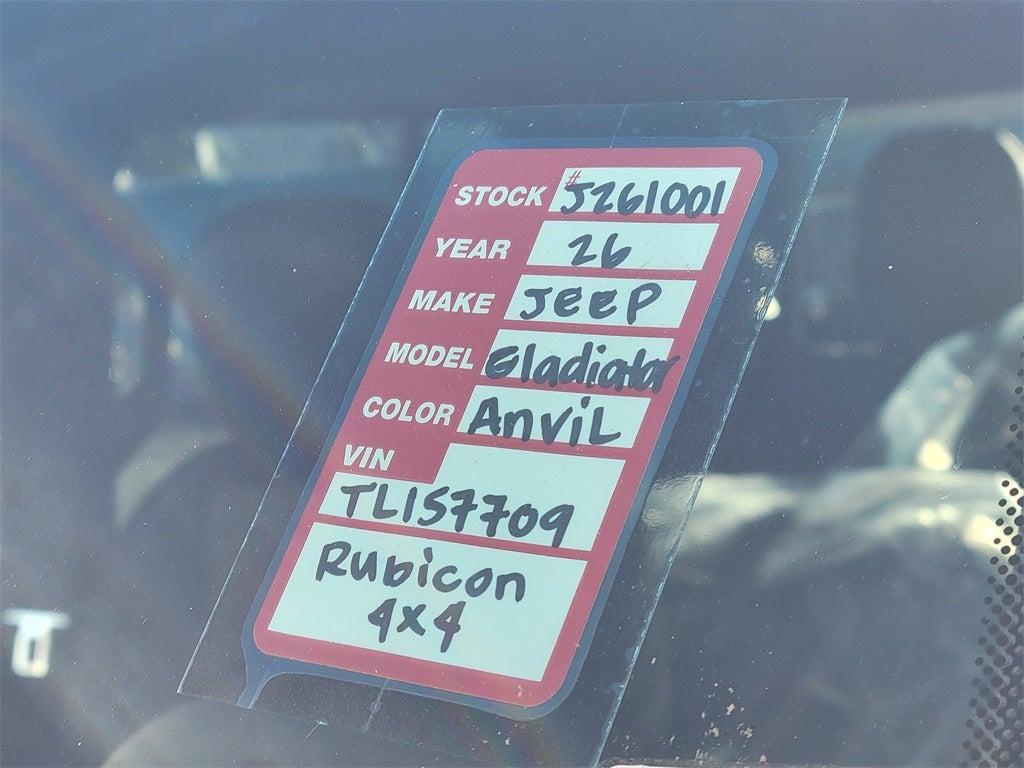 STOCK # J261001
YEAR 26
MAKE JEEP
MODEL Gladiator
COLOR AnviL
VIN
TL157709
Rubicon
4x4